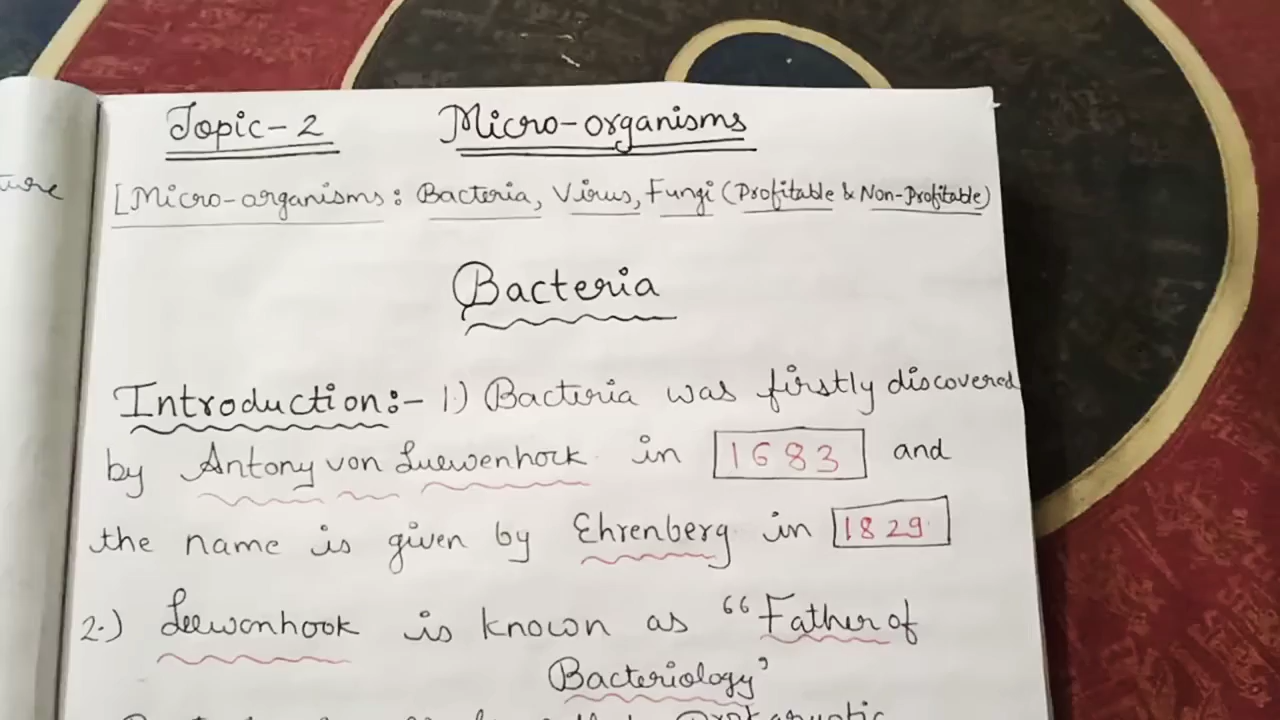 Topic-2 Micro-organisms
[Micro-organisms: Bacteria, Virus, Fungi (Profitable & Non-Profitable)
Bacteria
Introduction:- 1.) Bacteria was firstly discovered
by Antony von Luewenhock in 1683 and
the name is given by Ehrenberg in 1829.
2.) Leewonhook is known as “Father of
Bacteriology’